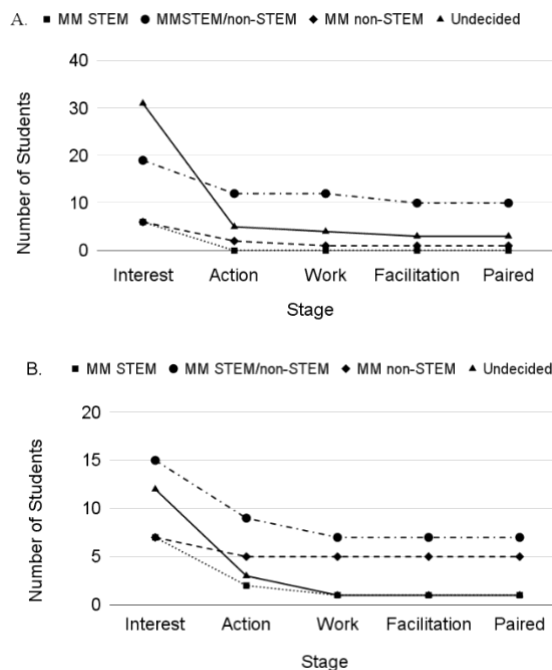 A.
MM STEM MMSTEM/non-STEM MM non-STEM Undecided
Number of Students
40
30
20
10
0
Interest Action Work Facilitation Paired
Stage
B.
MM STEM MM STEM/non-STEM MM non-STEM Undecided
Number of Students
20
15
10
5
0
Interest Action Work Facilitation Paired
Stage